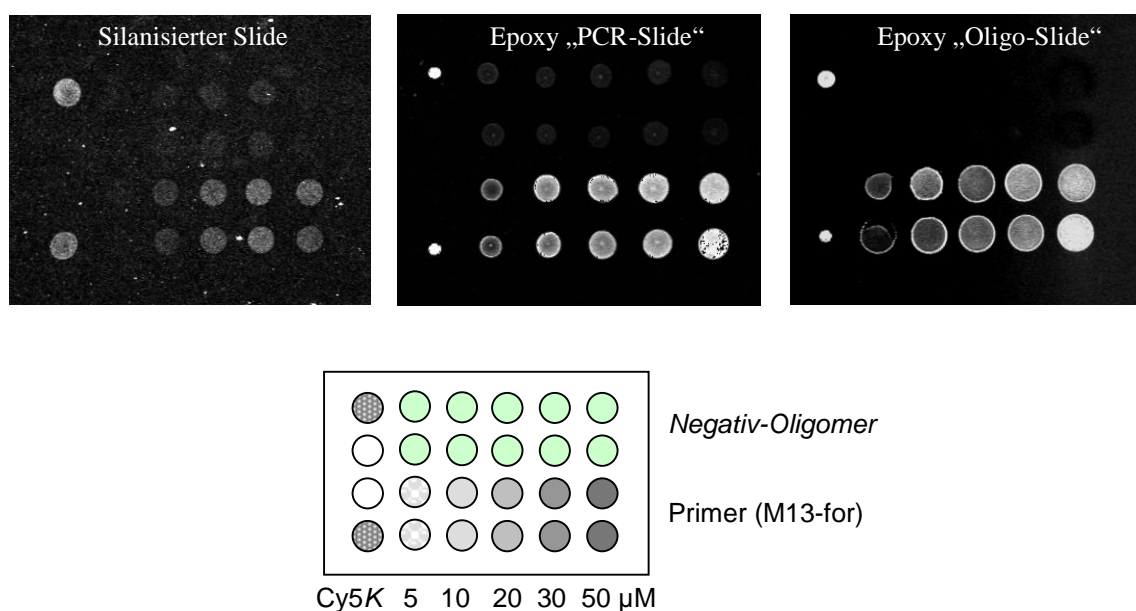 Silanisierter Slide
Epoxy „PCR-Slide“
Epoxy „Oligo-Slide“
Negativ-Oligomer
Primer (M13-for)
Cy5K 5 10 20 30 50 µM